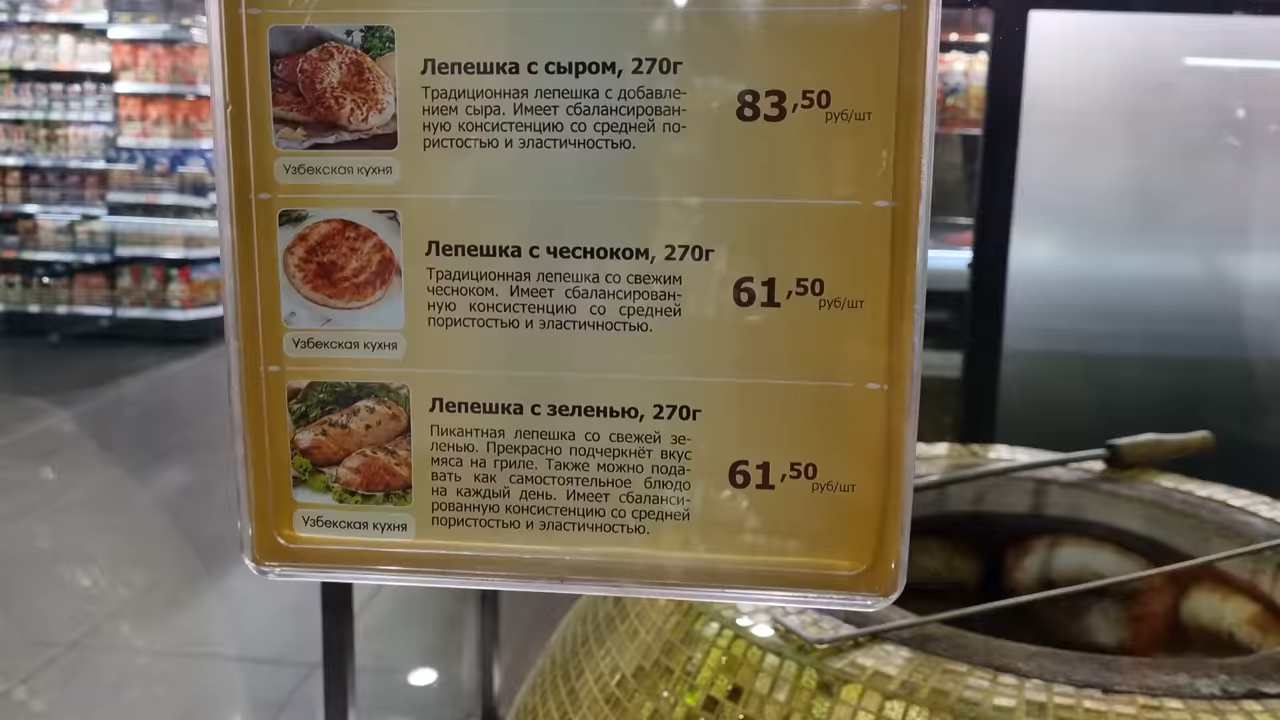 Лепешка с сыром, 270г
Традиционная лепешка с добавле-
нием сыра. Имеет сбалансирован-
ную консистенцию со средней по-
ристостью и эластичностью.
83,50
руб/шт
Узбекская кухня
Лепешка с чесноком, 270г
Традиционная лепешка со свежим
чесноком. Имеет сбалансирован-
ную консистенцию со средней
пористостью и эластичностью.
61,50
руб/шт
Узбекская кухня
Лепешка с зеленью, 270г
Пикантная лепешка со свежей зе-
ленью. Прекрасно подчеркнёт вкус
мяса на гриле. Также можно пода-
вать как самостоятельное блюдо
на каждый день. Имеет сбаланси-
рованную консистенцию со средней
пористостью и эластичностью.
61,50
руб/шт
Узбекская кухня